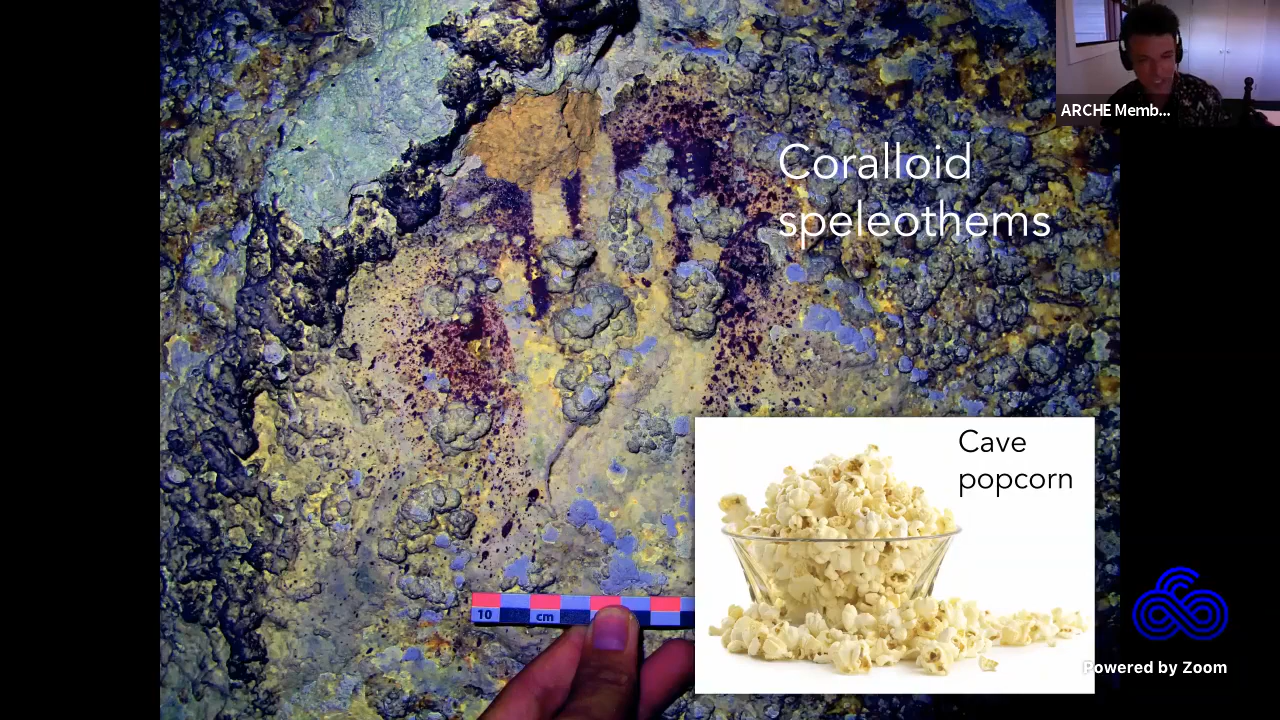 ARCHE Memb...
Coralloid
speleothems
Cave
popcorn
10
cm
Powered by Zoom